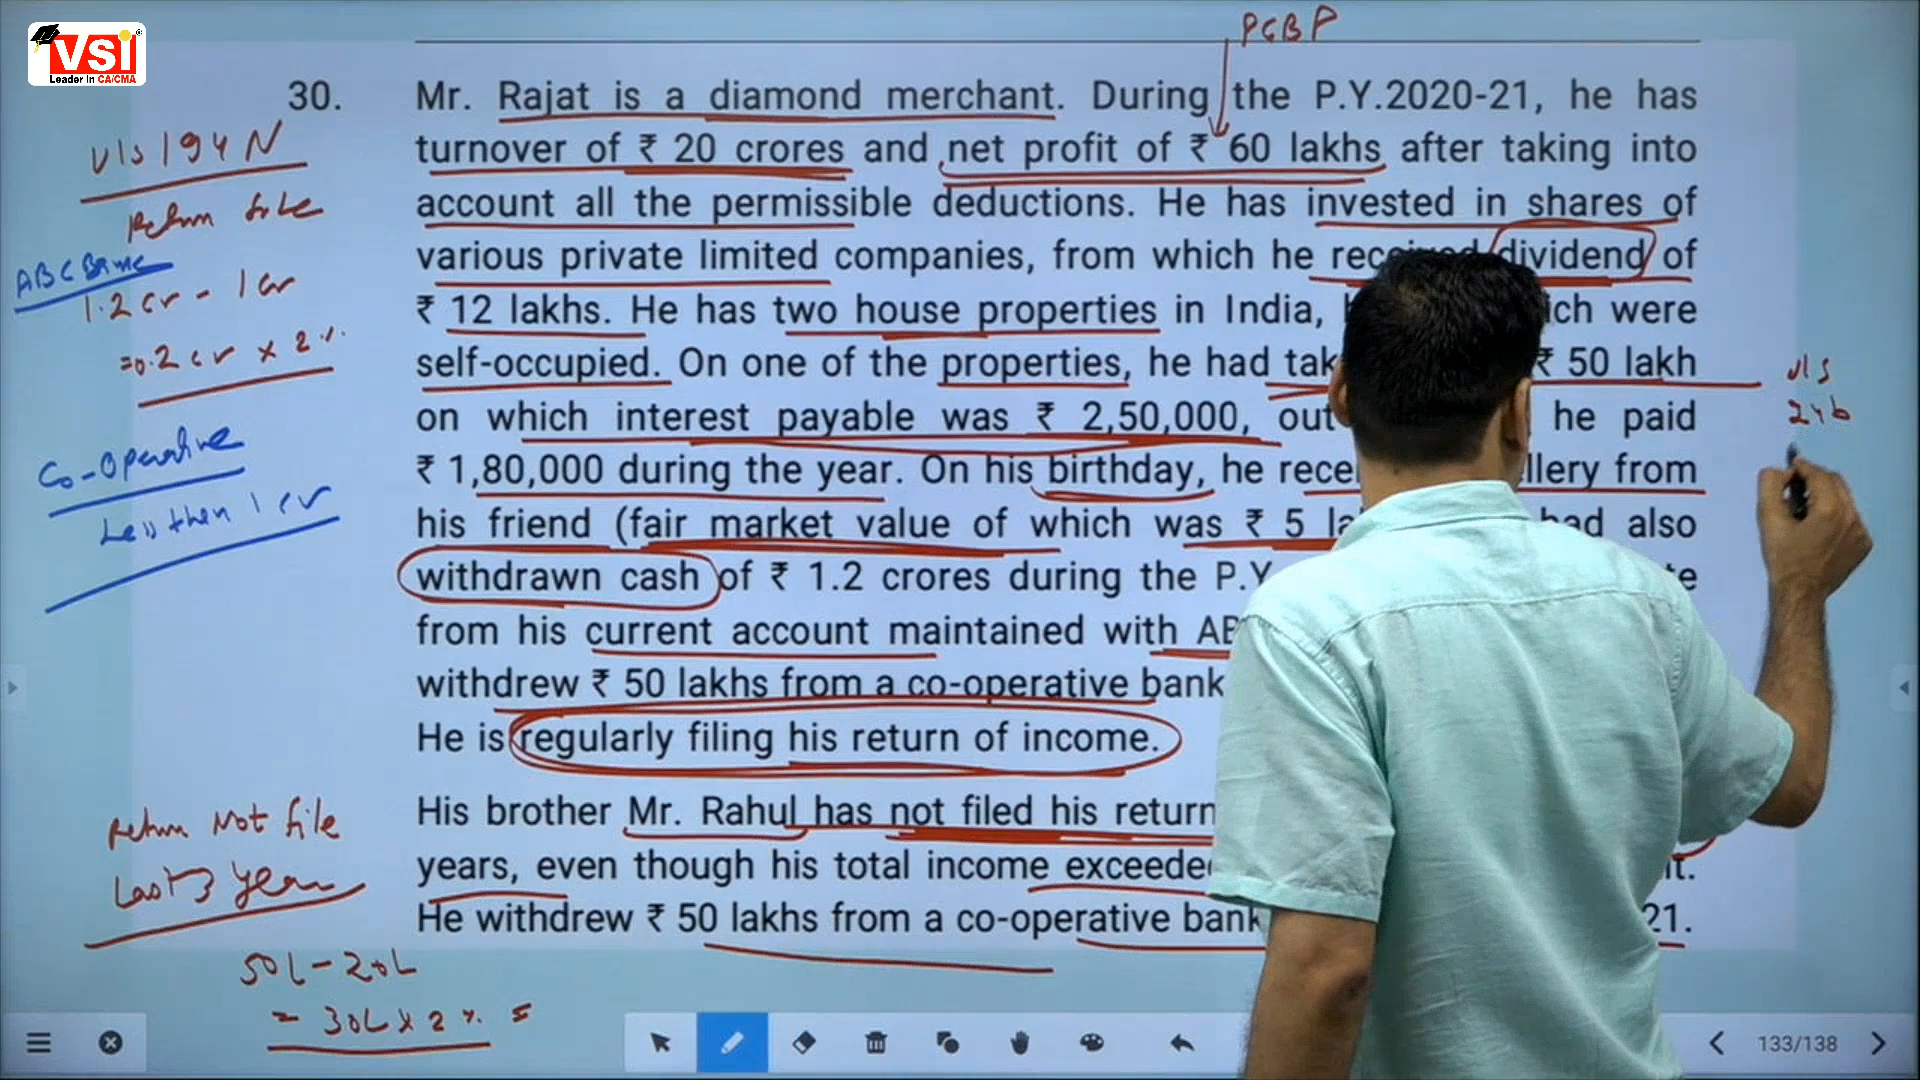 VSI
Leader in CA/CMA
PGBP
30. Mr. Rajat is a diamond merchant. During the P.Y.2020-21, he has
turnover of ₹ 20 crores and net profit of ₹ 60 lakhs after taking into
account all the permissible deductions. He has invested in shares of
various private limited companies, from which he received dividend of
₹ 12 lakhs. He has two house properties in India, ich were
self-occupied. On one of the properties, he had tak ₹ 50 lakh
on which interest payable was ₹ 2,50,000, out he paid
₹ 1,80,000 during the year. On his birthday, he rece llery from
his friend (fair market value of which was ₹ 5 la had also
withdrawn cash of ₹ 1.2 crores during the P.Y te
from his current account maintained with AB
withdrew ₹ 50 lakhs from a co-operative bank
He is regularly filing his return of income.
His brother Mr. Rahul has not filed his return
years, even though his total income exceede t.
He withdrew ₹ 50 lakhs from a co-operative bank 21.
u/s 194N
Return file
ABC Bank
1.2 cr - 1 cr
=0.2 cr x 2%
Co-operative
Less then 1 cr
u/s
24b
Return Not file
Last 3 year
50L - 20L
= 30L x 2% =
133/138